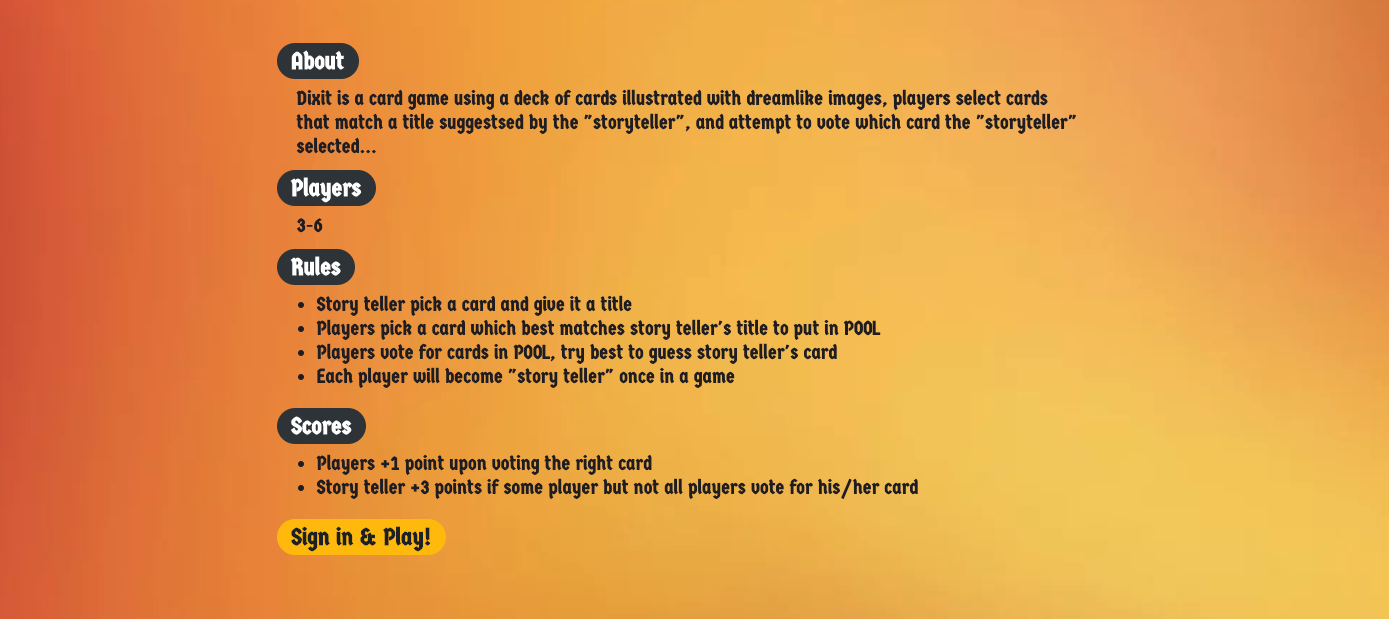 About
Dixit is a card game using a deck of cards illustrated with dreamlike images, players select cards
that match a title suggestsed by the "storyteller", and attempt to vote which card the "storyteller"
selected...
Players
3-6
Rules
• Story teller pick a card and give it a title
• Players pick a card which best matches story teller's title to put in POOL
• Players vote for cards in POOL, try best to guess story teller's card
• Each player will become "story teller" once in a game
Scores
• Players +1 point upon voting the right card
• Story teller +3 points if some player but not all players vote for his/her card
Sign in & Play!